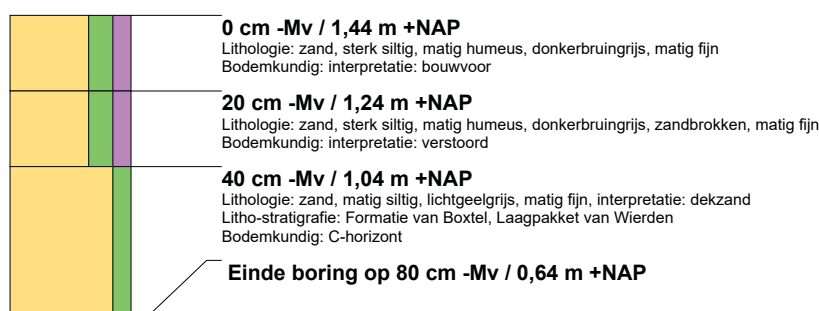 0 cm -Mv / 1,44 m +NAP
Lithologie: zand, sterk siltig, matig humeus, donkerbruingrijs, matig fijn
Bodemkundig: interpretatie: bouwvoor
20 cm -Mv / 1,24 m +NAP
Lithologie: zand, sterk siltig, matig humeus, donkerbruingrijs, zandbrokken, matig fijn
Bodemkundig: interpretatie: verstoord
40 cm -Mv / 1,04 m +NAP
Lithologie: zand, matig siltig, lichtgeelgrijs, matig fijn, interpretatie: dekzand
Litho-stratigrafie: Formatie van Boxtel, Laagpakket van Wierden
Bodemkundig: C-horizont
Einde boring op 80 cm -Mv / 0,64 m +NAP